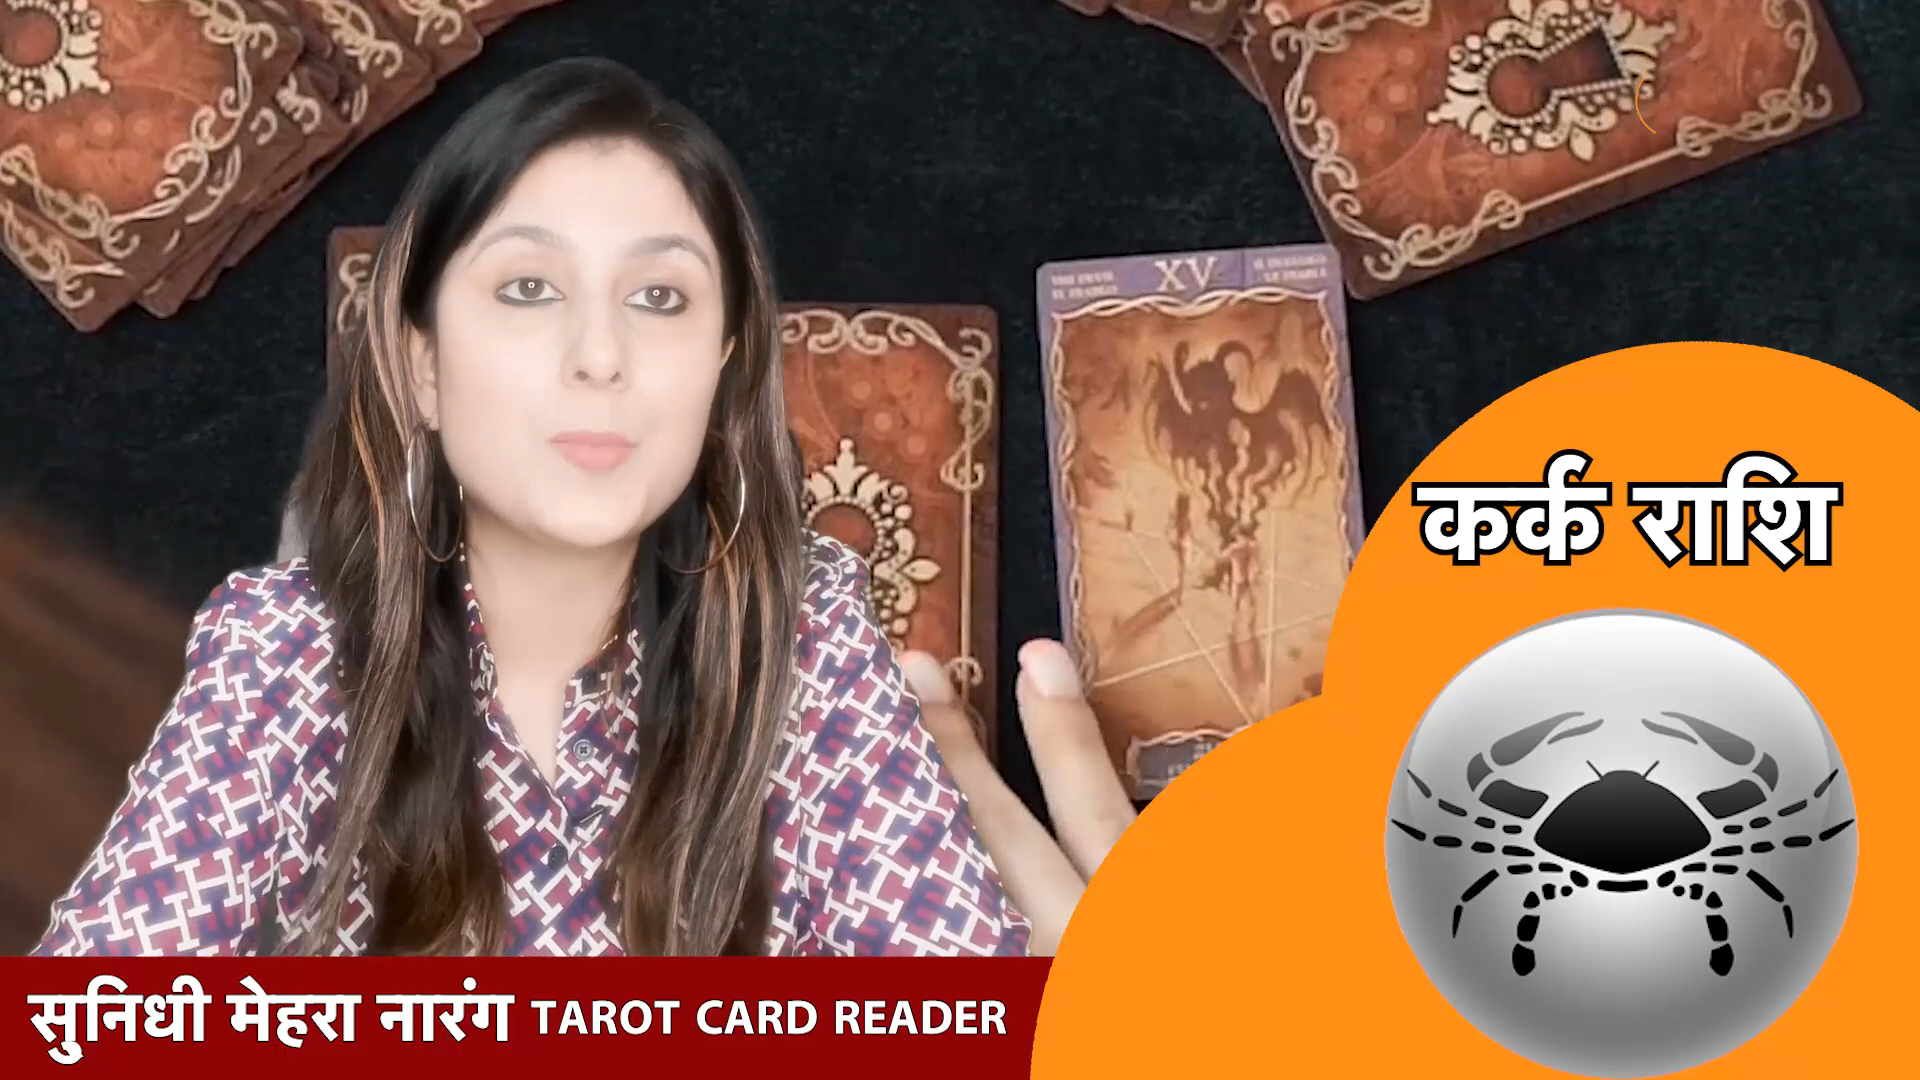 XV
कर्क राशि
सुनिधी मेहरा नारंग TAROT CARD READER